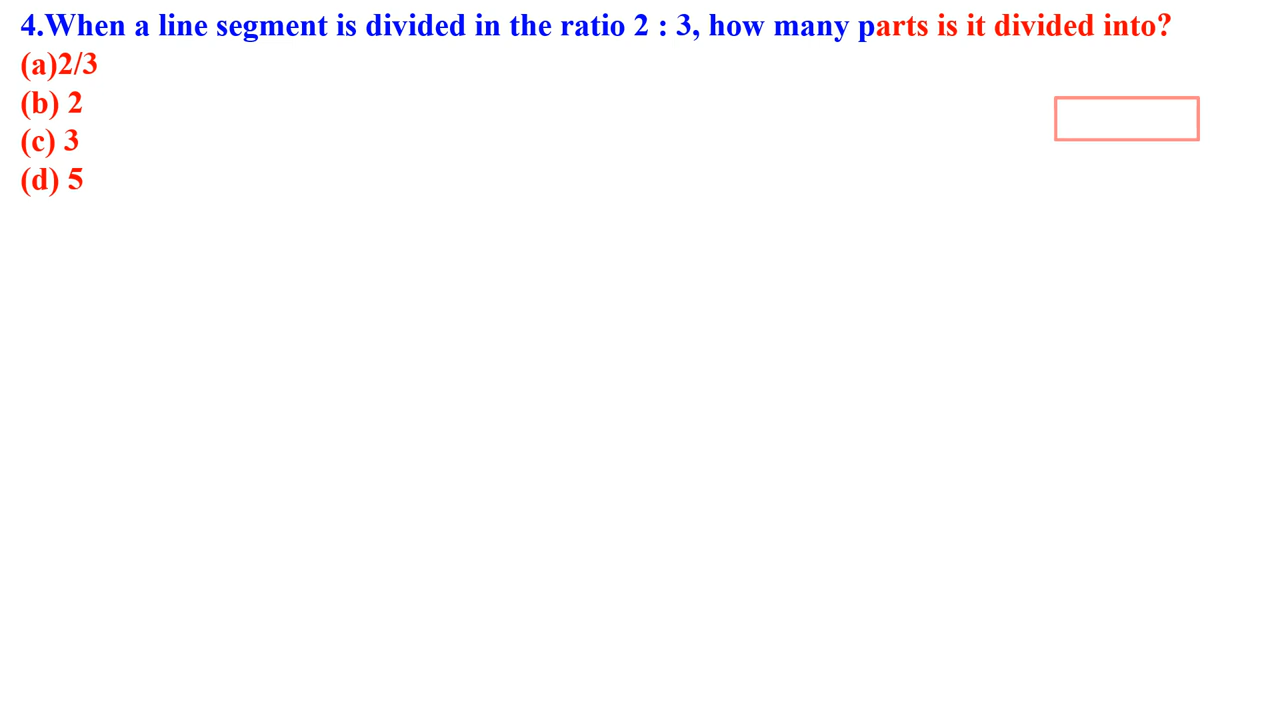 4.When a line segment is divided in the ratio 2 : 3, how many parts is it divided into?
(a)2/3
(b) 2
(c) 3
(d) 5